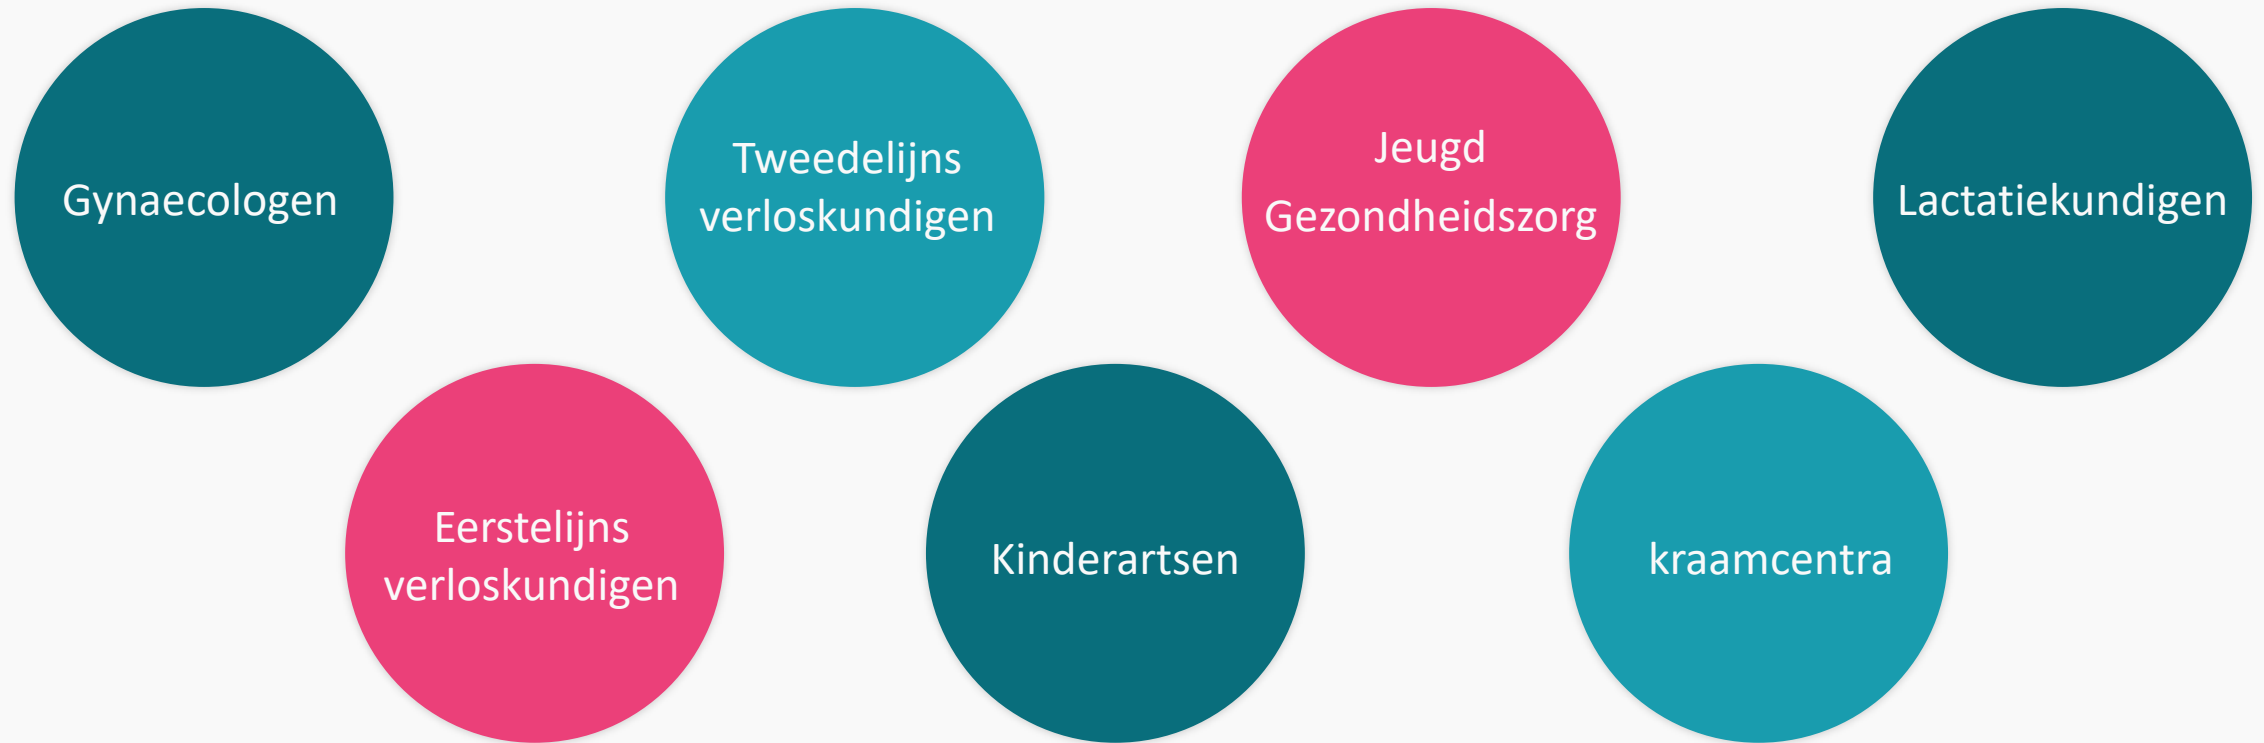 Gynaecologen
Tweedelijns
verloskundigen
Jeugd
Gezondheidszorg
Lactatiekundigen
Eerstelijns
verloskundigen
Kinderartsen
kraamcentra